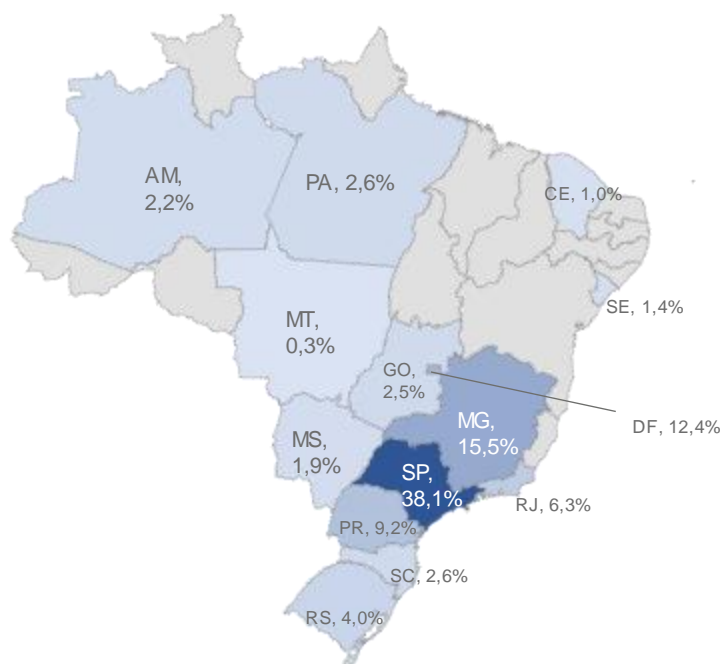 AM,
2,2%
PA, 2,6%
CE, 1,0%
SE, 1,4%
MT,
0,3%
GO,
2,5%
DF, 12,4%
MG,
15,5%
MS,
1,9%
SP,
38,1%
RJ, 6,3%
PR, 9,2%
SC, 2,6%
RS, 4,0%